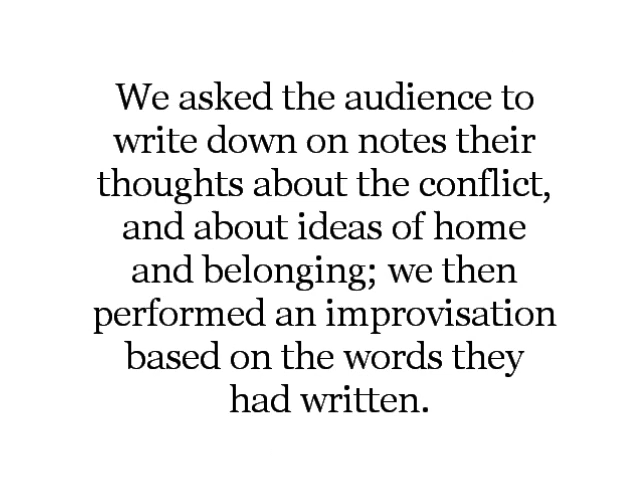 We asked the audience to
write down on notes their
thoughts about the conflict,
and about ideas of home
and belonging; we then
performed an improvisation
based on the words they
had written.